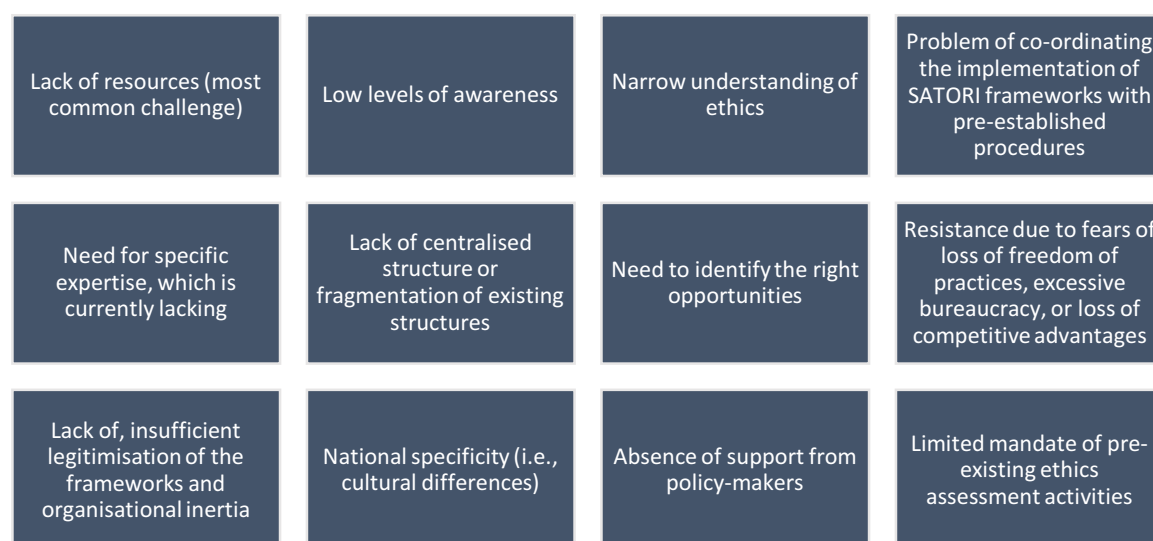 Lack of resources (most
common challenge)
Low levels of awareness
Narrow understanding of
ethics
Problem of co-ordinating
the implementation of
SATORI frameworks with
pre-established
procedures
Need for specific
expertise, which is
currently lacking
Lack of centralised
structure or
fragmentation of existing
structures
Need to identify the right
opportunities
Resistance due to fears of
loss of freedom of
practices, excessive
bureaucracy, or loss of
competitive advantages
Lack of, insufficient
legitimisation of the
frameworks and
organisational inertia
National specificity (i.e.,
cultural differences)
Absence of support from
policy-makers
Limited mandate of pre-
existing ethics
assessment activities